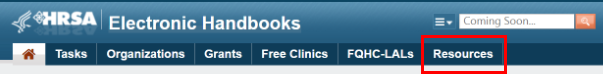 HRSA Electronic Handbooks Coming Soon...
Tasks Organizations Grants Free Clinics FQHC-LALs Resources